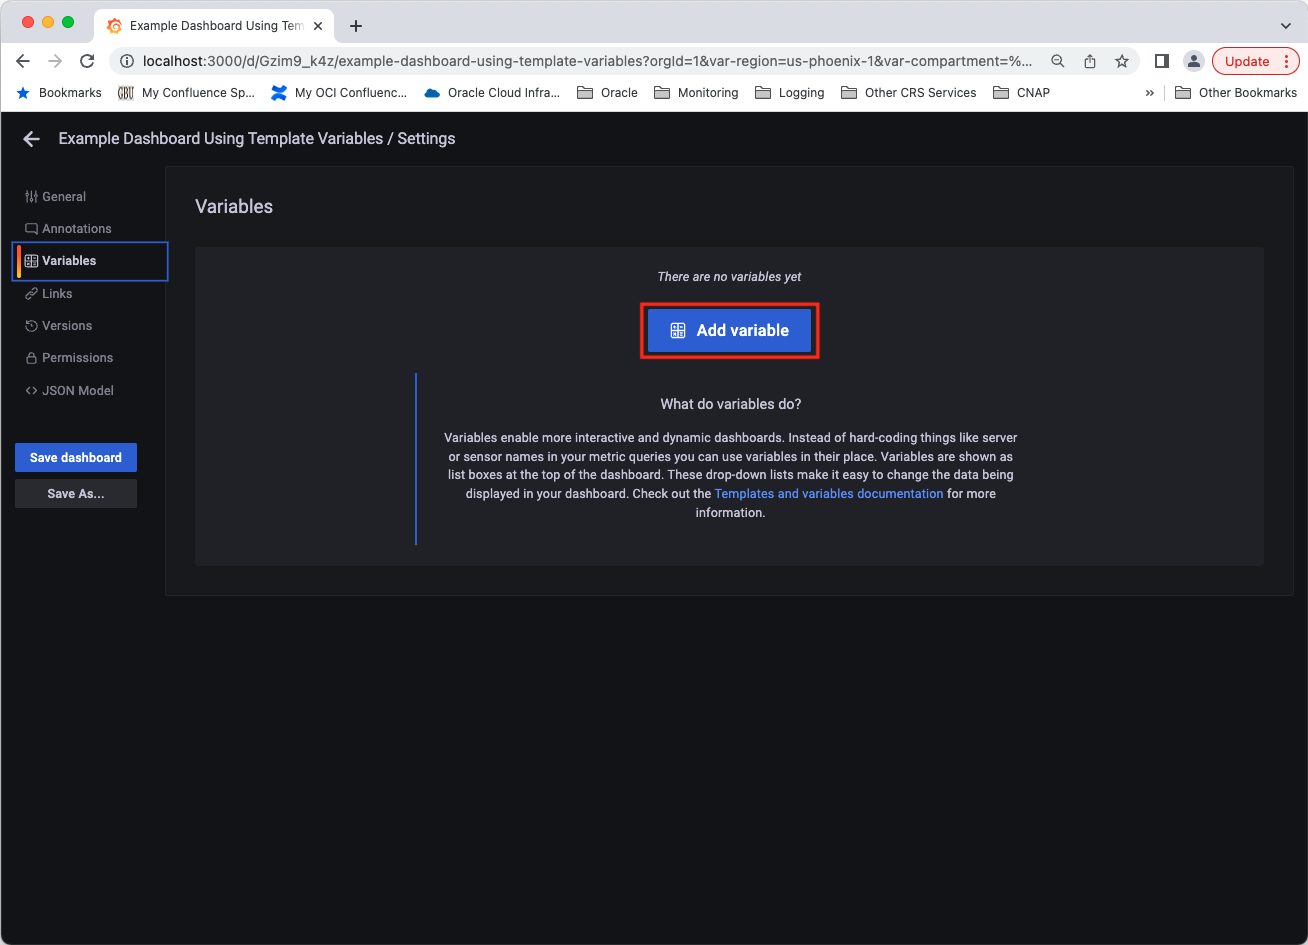 Example Dashboard Using Tem
localhost:3000/d/Gzim9_k4z/example-dashboard-using-template-variables?orgId=1&var-region=us-phoenix-1&var-compartment=%...
Update
Bookmarks My Confluence Sp... My OCI Confluenc... Oracle Cloud Infra... Oracle Monitoring Logging Other CRS Services CNAP » Other Bookmarks
Example Dashboard Using Template Variables / Settings
General
Annotations
Variables
Links
Versions
Permissions
JSON Model
Save dashboard
Save As...
Variables
There are no variables yet
Add variable
What do variables do?
Variables enable more interactive and dynamic dashboards. Instead of hard-coding things like server
or sensor names in your metric queries you can use variables in their place. Variables are shown as
list boxes at the top of the dashboard. These drop-down lists make it easy to change the data being
displayed in your dashboard. Check out the Templates and variables documentation for more
information.